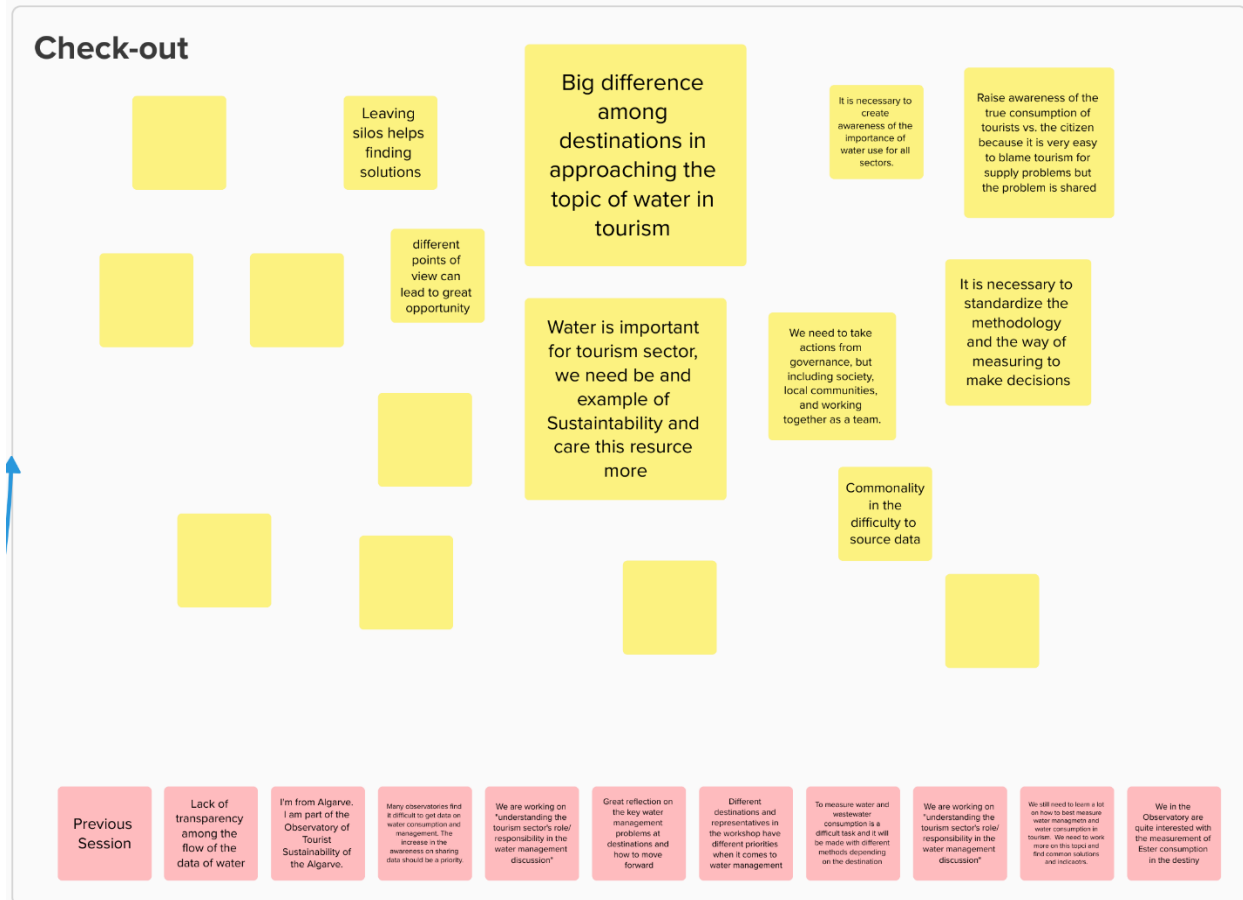 Check-out
Leaving
silos helps
finding
solutions
Big difference
among
destinations in
approaching the
topic of water in
tourism
It is necessary to
create
awareness of the
importance of
water use for all
sectors.
Raise awareness of the
true consumption of
tourists vs. the citizen
because it is very easy
to blame tourism for
supply problems but
the problem is shared
different
points of
view can
lead to great
opportunity
Water is important
for tourism sector,
we need be and
example of
Sustaintability and
care this resurce
more
We need to take
actions from
governance, but
including society,
local communities,
and working
together as a team.
It is necessary to
standardize the
methodology
and the way of
measuring to
make decisions
Commonality
in the
difficulty to
source data
Previous
Session
Lack of
transparency
among the
flow of the
data of water
I'm from Algarve.
I am part of the
Observatory of
Tourist
Sustainability of
the Algarve.
Many observatories find
it difficult to get data on
water consumption and
management. The
increase in the
awareness on sharing
data should be a priority.
We are working on
"understanding the
tourism sector's role/
responsibility in the
water management
discussion"
Great reflection on
the key water
management
problems at
destinations and
how to move
forward
Different
destinations and
representatives in
the workshop have
different priorities
when it comes to
water management
To measure water and
wastewater
consumption is a
difficult task and it will
be made with different
methods depending
on the destination
We are working on
"understanding the
tourism sector's role/
responsibility in the
water management
discussion"
We still need to learn a lot
on how to best measure
water managmetn and
water consumption in
tourism. We need to work
more on this topci and
find common solutions
and indicaotrs.
We in the
Observatory are
quite interested with
the measurement of
Ester consumption
in the destiny